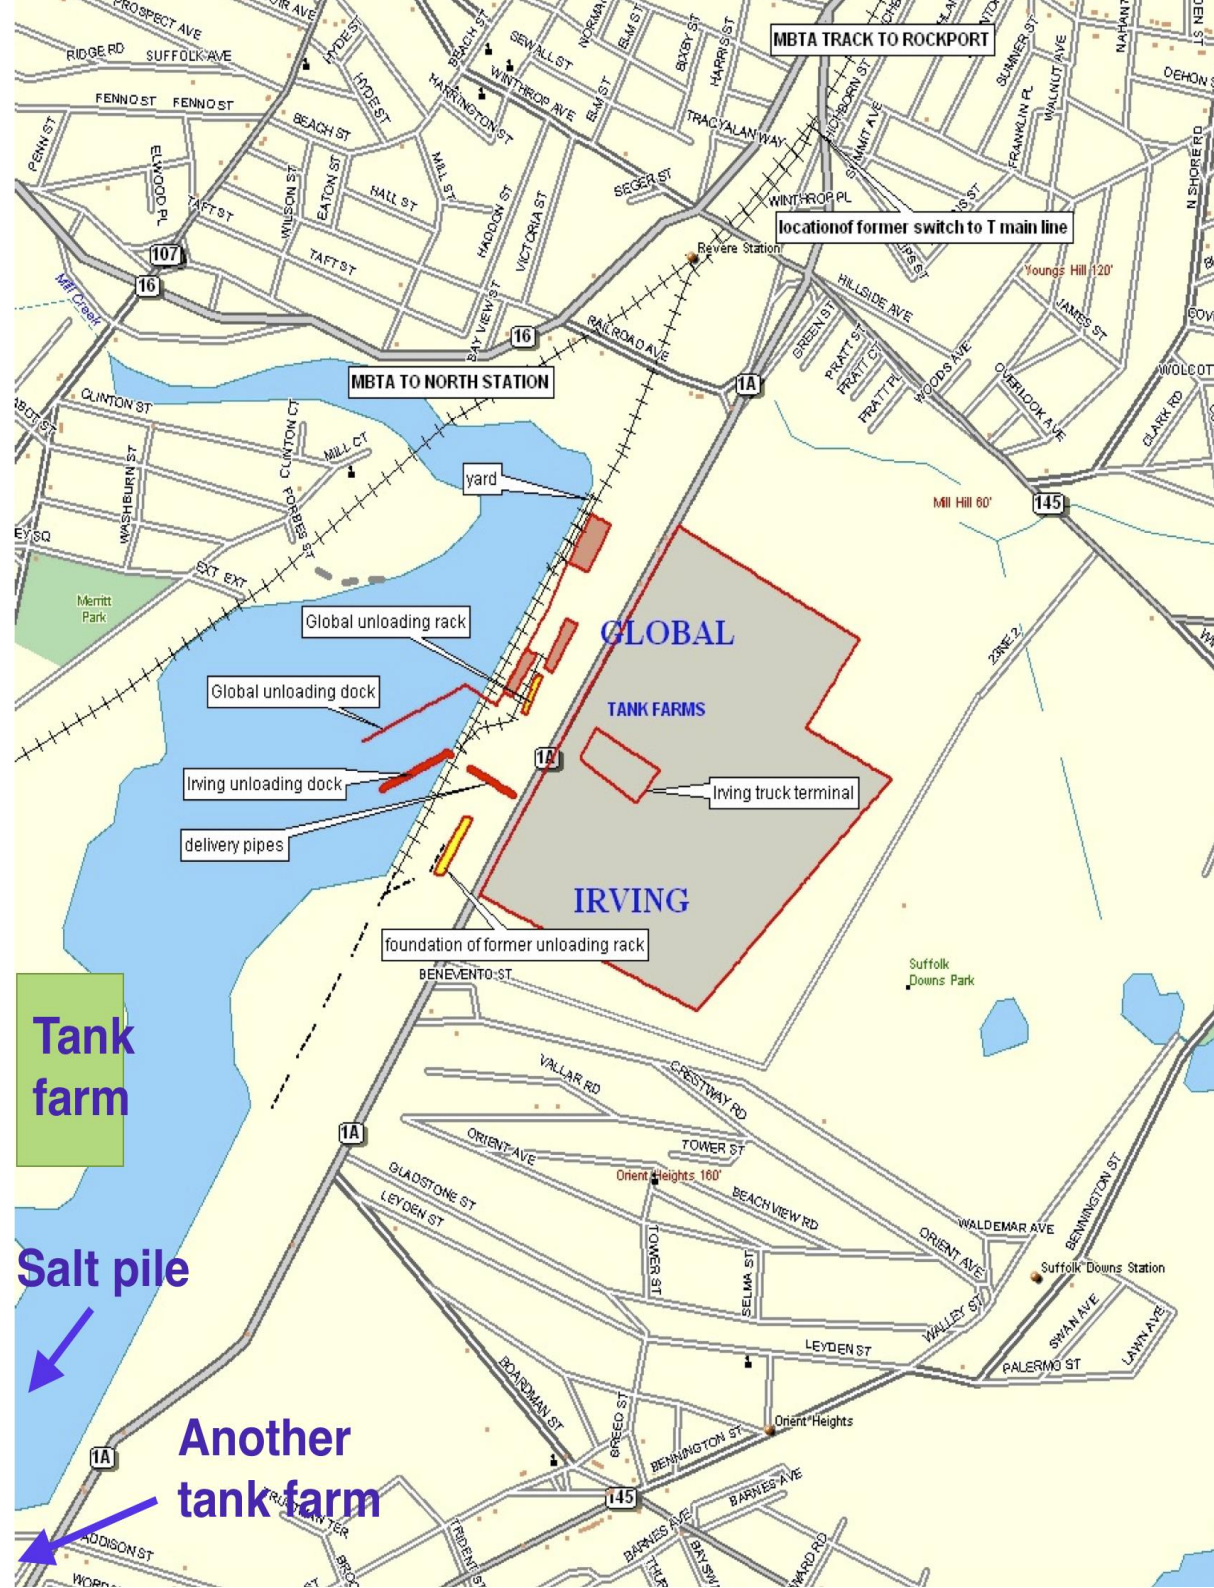 PROSPECT AVE
RIDGE RD
SUFFOLK AVE
HYDE ST
BEACH ST
SEWALL ST
ELM ST
BIXBY ST
HARRIS ST
MBTA TRACK TO ROCKPORT
SUMNER ST
WALNUT AVE
FENNO ST
FENNO ST
HYDE ST
HARRINGTON ST
WINTHROP AVE
ELM ST
TRACY ALAN WAY
HICHBORN ST
SUMMIT AVE
FRANKLIN PL
N SHORE RD
PENN ST
ELWOOD PL
BEACH ST
WILSON ST
EATON ST
HALL ST
MILL ST
HADDON ST
VICTORIA ST
SEGER ST
WINTHROP PL
TAFT ST
TAFT ST
locationof former switch to T main line
107
16
Mill Creek
Revere Station
Youngs Hill 120'
BAY VIEW ST
16
RAILROAD AVE
HILLSIDE AVE
JAMES ST
GREEN ST
PRATT ST
PRATT CT
PRATT PL
WOODS AVE
OVERLOOK AVE
CLARK RD
MBTA TO NORTH STATION
1A
CLINTON ST
CLINTON CT
MILL CT
WASHBURN ST
FORBES ST
yard
Mill Hill 60'
145
EXT EXT
Merritt
Park
Global unloading rack
GLOBAL
Global unloading dock
TANK FARMS
1A
Irving unloading dock
Irving truck terminal
delivery pipes
IRVING
foundation of former unloading rack
BENEVENTO ST
Suffolk
Downs Park
Tank
farm
VALLAR RD
CRESTWAY RD
1A
ORIENT AVE
TOWER ST
Orient Heights 160'
GLADSTONE ST
LEYDEN ST
BEACHVIEW RD
TOWER ST
SELMA ST
ORIENT AVE
WALDEMAR AVE
BENNINGTON ST
Salt pile
Suffolk Downs Station
WALLEY ST
SWAN AVE
LAWN AVE
LEYDEN ST
PALERMO ST
BOARDMAN ST
BREED ST
BENNINGTON ST
Orient Heights
Another
tank farm
1A
145
BARNES AVE
BARNES AVE
TRIDENT ST
ADDISON ST